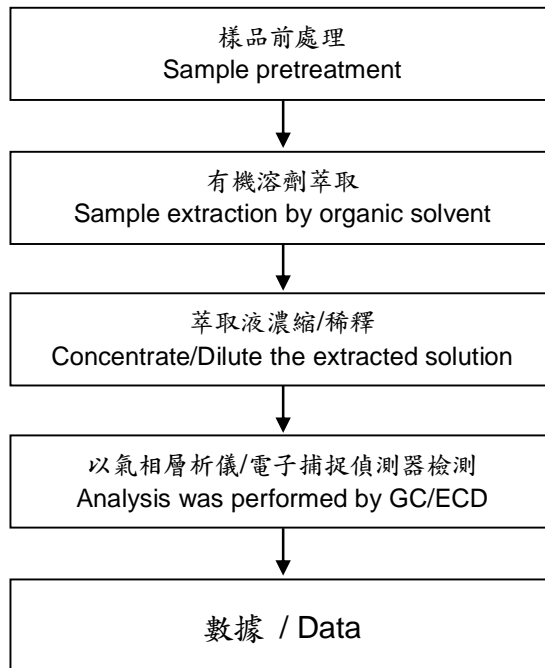 樣品前處理
Sample pretreatment
有機溶劑萃取
Sample extraction by organic solvent
萃取液濃縮/稀釋
Concentrate/Dilute the extracted solution
以氣相層析儀/電子捕捉偵測器檢測
Analysis was performed by GC/ECD
數據 / Data